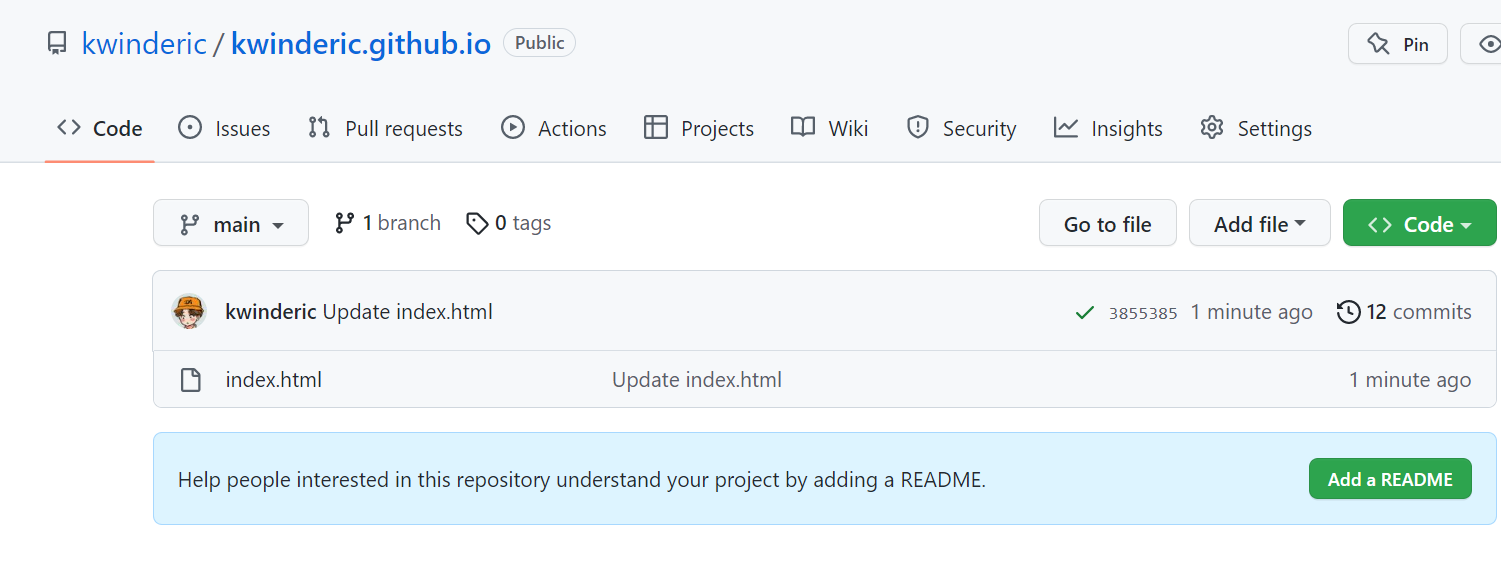 kwinderic / kwinderic.github.io Public Pin
Code Issues Pull requests Actions Projects Wiki Security Insights Settings
main 1 branch 0 tags Go to file Add file Code
kwinderic Update index.html 3855385 1 minute ago 12 commits
index.html Update index.html 1 minute ago
Help people interested in this repository understand your project by adding a README. Add a README